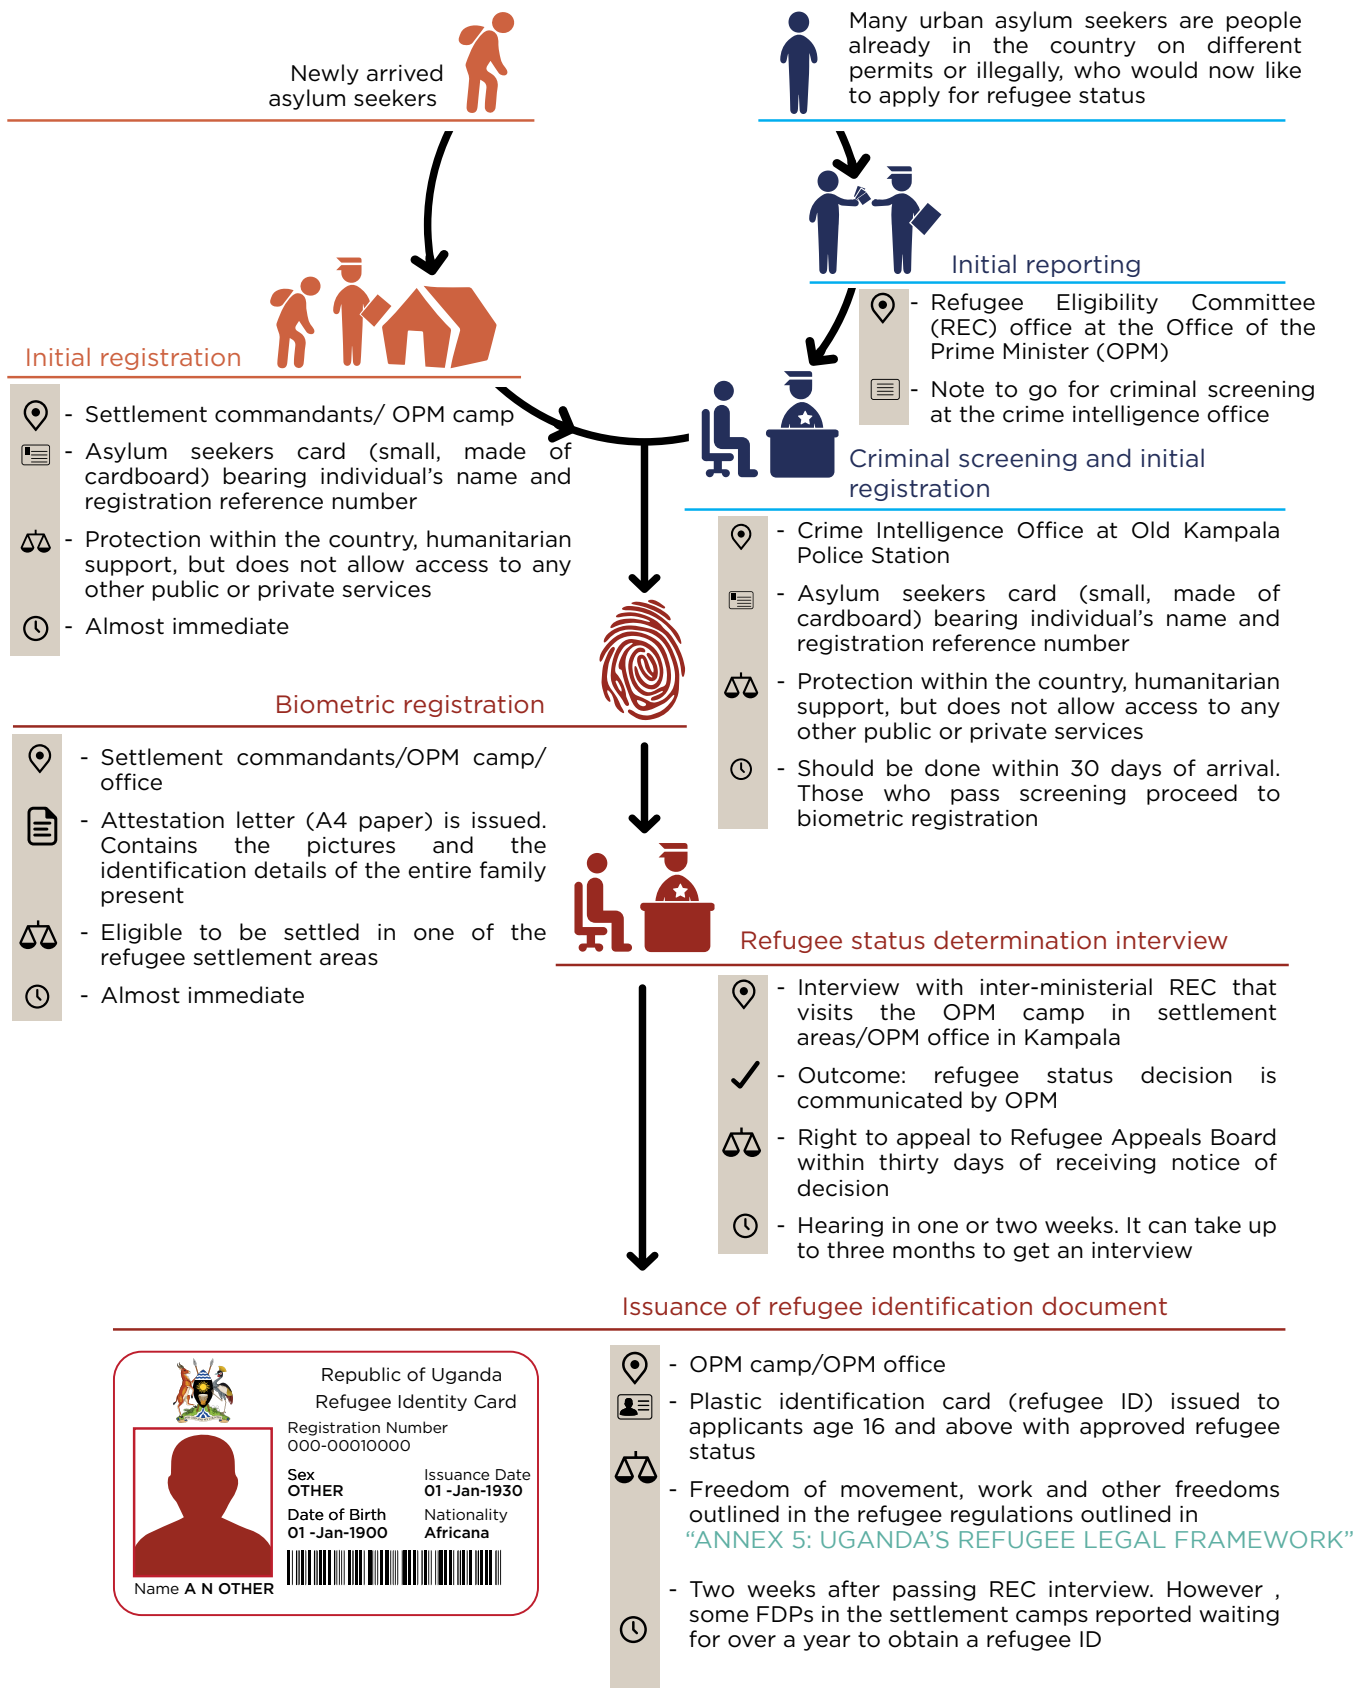 Newly arrived
asylum seekers
Many urban asylum seekers are people
already in the country on different
permits or illegally, who would now like
to apply for refugee status
Initial reporting
- Refugee Eligibility Committee
(REC) office at the Office of the
Prime Minister (OPM)
- Note to go for criminal screening
at the crime intelligence office
Initial registration
- Settlement commandants/ OPM camp
- Asylum seekers card (small, made of
cardboard) bearing individual's name and
registration reference number
- Protection within the country, humanitarian
support, but does not allow access to any
other public or private services
- Almost immediate
Criminal screening and initial
registration
- Crime Intelligence Office at Old Kampala
Police Station
- Asylum seekers card (small, made of
cardboard) bearing individual's name and
registration reference number
- Protection within the country, humanitarian
support, but does not allow access to any
other public or private services
- Should be done within 30 days of arrival.
Those who pass screening proceed to
biometric registration
Biometric registration
- Settlement commandants/OPM camp/
office
- Attestation letter (A4 paper) is issued.
Contains the pictures and the
identification details of the entire family
present
- Eligible to be settled in one of the
refugee settlement areas
- Almost immediate
Refugee status determination interview
- Interview with inter-ministerial REC that
visits the OPM camp in settlement
areas/OPM office in Kampala
- Outcome: refugee status decision is
communicated by OPM
- Right to appeal to Refugee Appeals Board
within thirty days of receiving notice of
decision
- Hearing in one or two weeks. It can take up
to three months to get an interview
Issuance of refugee identification document
Republic of Uganda
Refugee Identity Card
Registration Number
000-00010000
Sex
OTHER
Issuance Date
01 -Jan-1930
Date of Birth
01 -Jan-1900
Nationality
Africana
Name A N OTHER
- OPM camp/OPM office
- Plastic identification card (refugee ID) issued to
applicants age 16 and above with approved refugee
status
- Freedom of movement, work and other freedoms
outlined in the refugee regulations outlined in
“ANNEX 5: UGANDA’S REFUGEE LEGAL FRAMEWORK”
- Two weeks after passing REC interview. However ,
some FDPs in the settlement camps reported waiting
for over a year to obtain a refugee ID